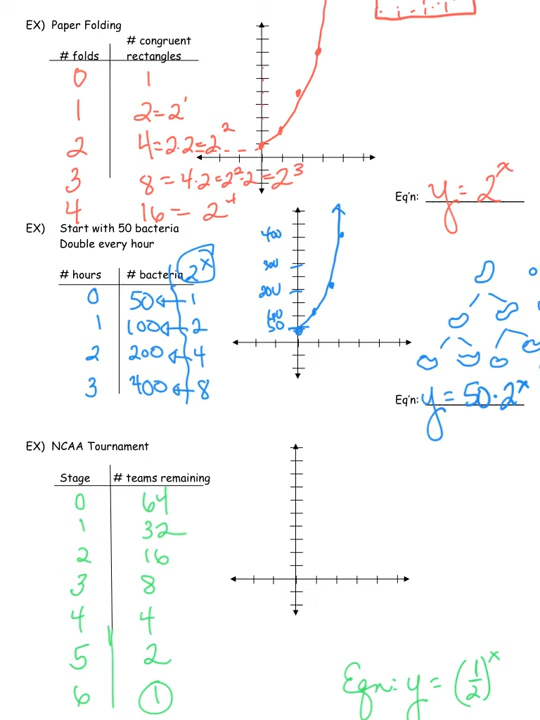 EX) Paper Folding
# folds # congruent rectangles
0 1
1 2 = 2¹
2 4 = 2·2 = 2²
3 8 = 4·2 = 2²·2 = 2³
4 16 = 2⁴
Eq'n: y = 2ˣ
EX) Start with 50 bacteria
Double every hour
# hours # bacteria 2ˣ
0 50 ← 1
1 100 ← 2
2 200 ← 4
3 400 ← 8
400
300
200
100
50
Eq'n: y = 50·2ˣ
EX) NCAA Tournament
Stage # teams remaining
0 64
1 32
2 16
3 8
4 4
5 2
6 1
Eqn: y = (1/2)ˣ